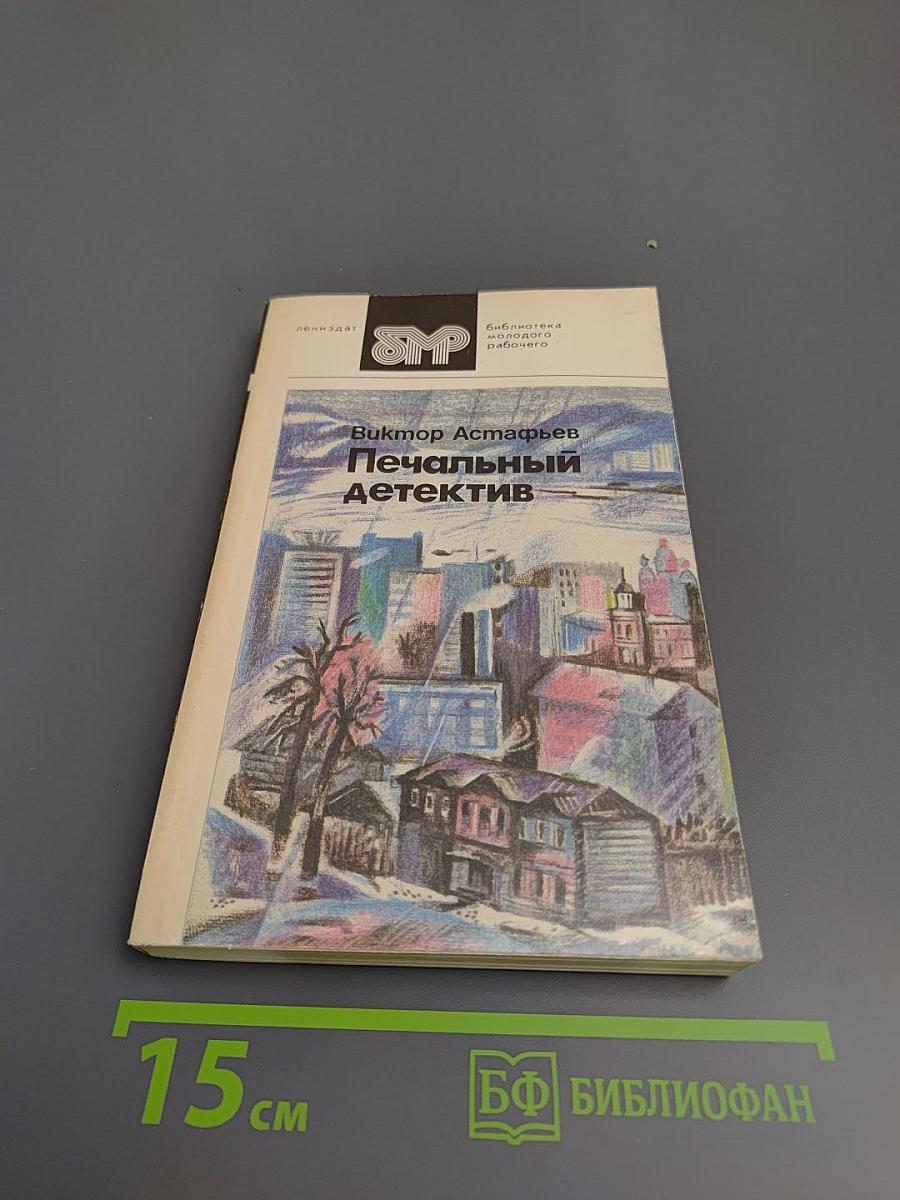 лениздат
бмр
библиотека
молодого
рабочего
Виктор Астафьев
Печальный
детектив
15 см
БФ БИБЛИОФАН